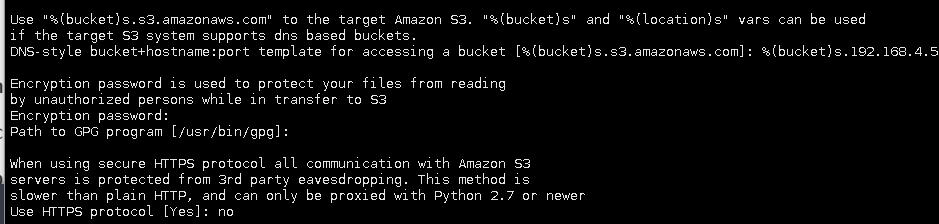 Use "%(bucket)s.s3.amazonaws.com" to the target Amazon S3. "%(bucket)s" and "%(location)s" vars can be used
if the target S3 system supports dns based buckets.
DNS-style bucket+hostname:port template for accessing a bucket [%(bucket)s.s3.amazonaws.com]: %(bucket)s.192.168.4.5
Encryption password is used to protect your files from reading
by unauthorized persons while in transfer to S3
Encryption password:
Path to GPG program [/usr/bin/gpg]:
When using secure HTTPS protocol all communication with Amazon S3
servers is protected from 3rd party eavesdropping. This method is
slower than plain HTTP, and can only be proxied with Python 2.7 or newer
Use HTTPS protocol [Yes]: no